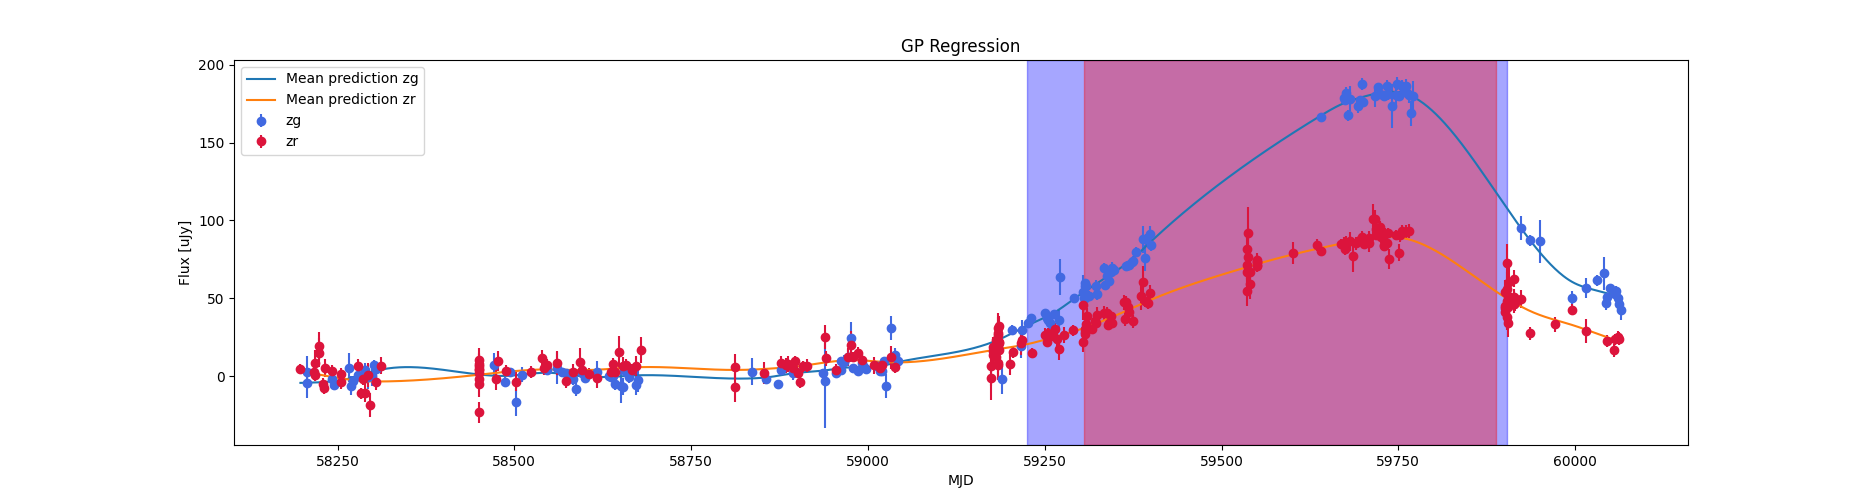 GP Regression
200
150
100
50
0
Flux [uJy]
Mean prediction zg
Mean prediction zr
zg
zr
58250 58500 58750 59000 59250 59500 59750 60000
MJD